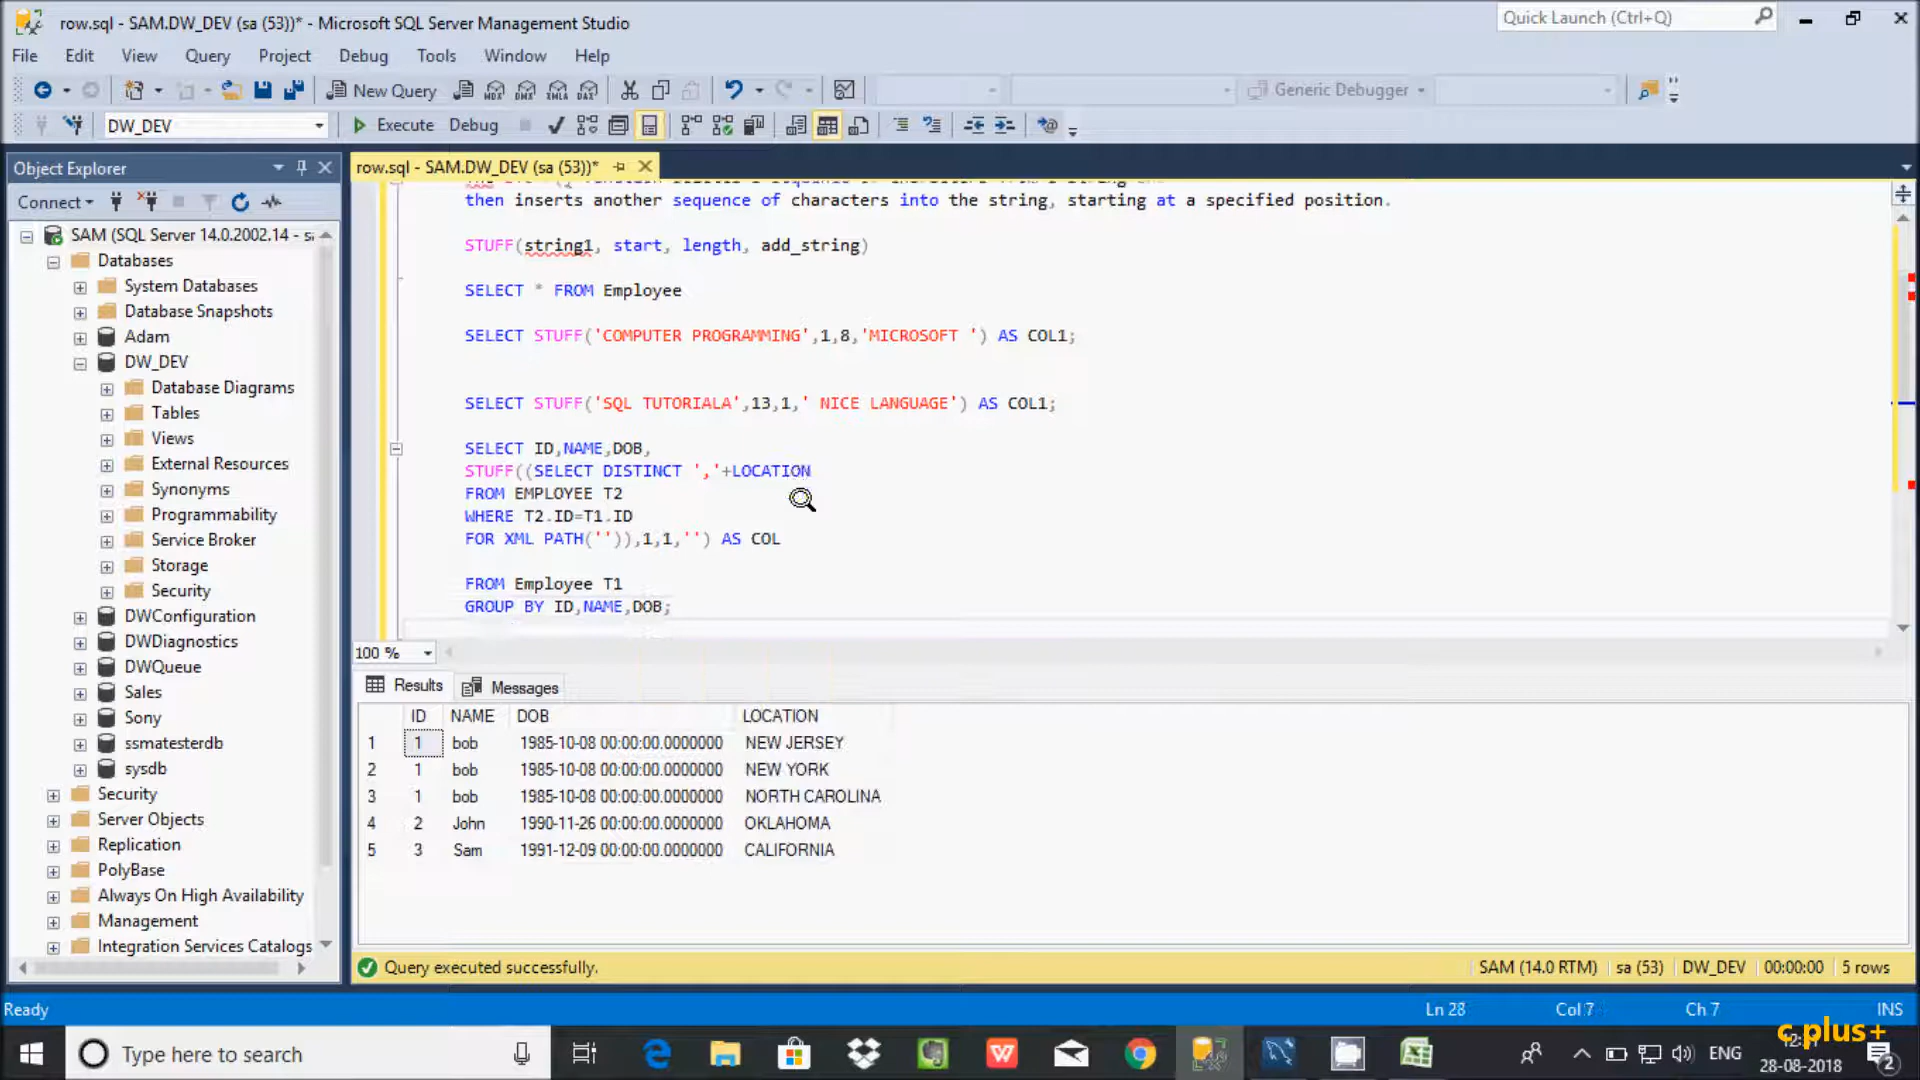 row.sql - SAM.DW_DEV (sa (53))* - Microsoft SQL Server Management Studio
Quick Launch (Ctrl+Q)
File Edit View Query Project Debug Tools Window Help
New Query MDX DMX XMLA DAX Generic Debugger
DW_DEV Execute Debug
Object Explorer
row.sql - SAM.DW_DEV (sa (53))*
Connect
SAM (SQL Server 14.0.2002.14 - s
Databases
System Databases
Database Snapshots
Adam
DW_DEV
Database Diagrams
Tables
Views
External Resources
Synonyms
Programmability
Service Broker
Storage
Security
DWConfiguration
DWDiagnostics
DWQueue
Sales
Sony
ssmatesterdb
sysdb
Security
Server Objects
Replication
PolyBase
Always On High Availability
Management
Integration Services Catalogs
then inserts another sequence of characters into the string, starting at a specified position.
STUFF(string1, start, length, add_string)
SELECT * FROM Employee
SELECT STUFF('COMPUTER PROGRAMMING',1,8,'MICROSOFT ') AS COL1;
SELECT STUFF('SQL TUTORIALA',13,1,' NICE LANGUAGE') AS COL1;
SELECT ID,NAME,DOB,
STUFF((SELECT DISTINCT ','+LOCATION
FROM EMPLOYEE T2
WHERE T2.ID=T1.ID
FOR XML PATH('')),1,1,'') AS COL
FROM Employee T1
GROUP BY ID,NAME,DOB;
100 %
Results Messages
ID NAME DOB LOCATION
1 1 bob 1985-10-08 00:00:00.0000000 NEW JERSEY
2 1 bob 1985-10-08 00:00:00.0000000 NEW YORK
3 1 bob 1985-10-08 00:00:00.0000000 NORTH CAROLINA
4 2 John 1990-11-26 00:00:00.0000000 OKLAHOMA
5 3 Sam 1991-12-09 00:00:00.0000000 CALIFORNIA
Query executed successfully. SAM (14.0 RTM) sa (53) DW_DEV 00:00:00 5 rows
Ready Ln 28 Col 7 Ch 7 INS
c plus+
Type here to search
ENG
28-08-2018
2